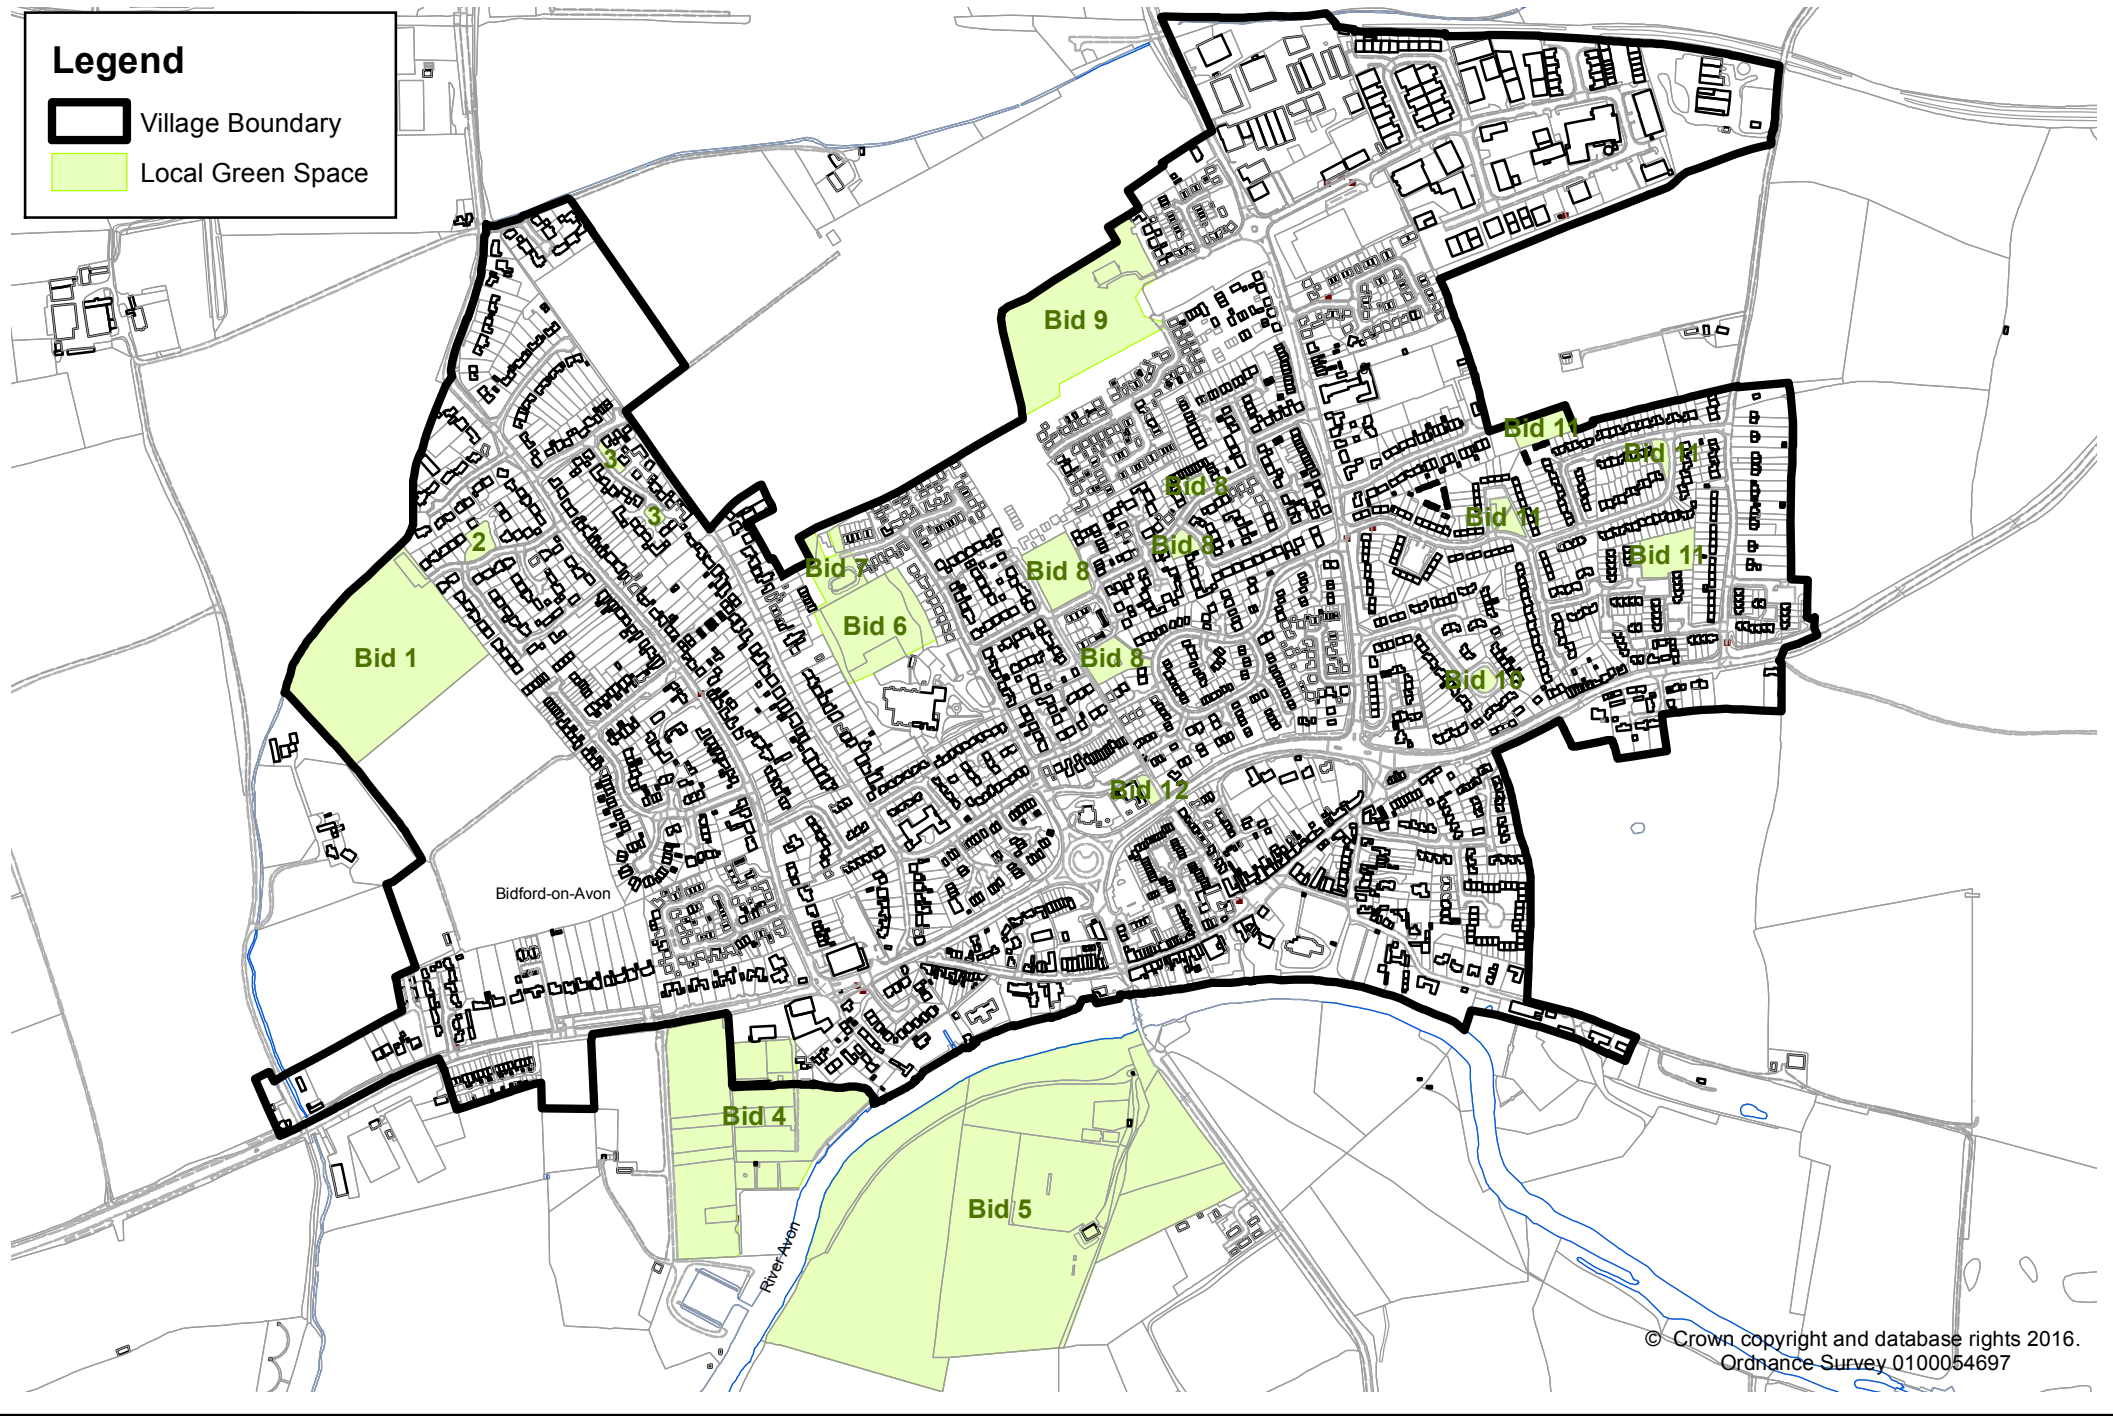 Legend
Village Boundary
Local Green Space
Bid 9
3
Bid 11
Bid 11
Bid 8
3
Bid 11
2
Bid 8
Bid 11
Bid 7
Bid 8
Bid 6
Bid 1
Bid 8
Bid 10
Bid 12
Bidford-on-Avon
Bid 4
Bid 5
River Avon
© Crown copyright and database rights 2016.
Ordnance Survey 0100054697